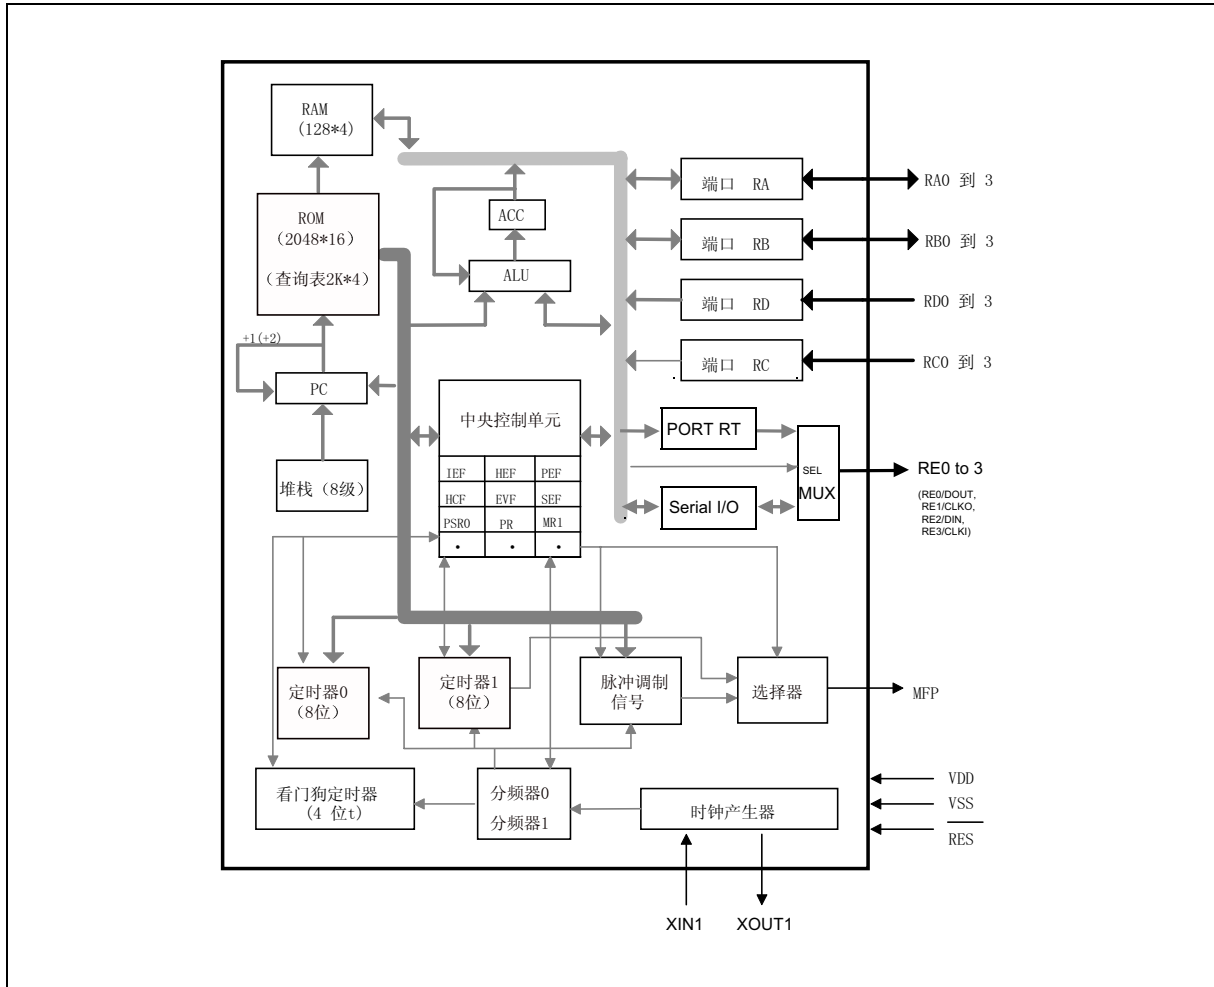 RAM
(128*4)
ROM
(2048*16)
(查询表2K*4)
+1(+2)
PC
堆栈（8级）
ACC
ALU
中央控制单元
IEF HEF PEF
HCF EVF SEF
PSR0 PR MR1
端口 RA
RA0 到 3
端口 RB
RB0 到 3
端口 RD
RD0 到 3
端口 RC
RC0 到 3
PORT RT
SEL
MUX
Serial I/O
RE0 to 3
(RE0/DOUT,
RE1/CLKO,
RE2/DIN,
RE3/CLKI)
定时器0
（8位）
定时器1
（8位）
脉冲调制
信号
选择器
MFP
看门狗定时器
(4 位t)
分频器0
分频器1
时钟产生器
VDD
VSS
RES
XIN1
XOUT1